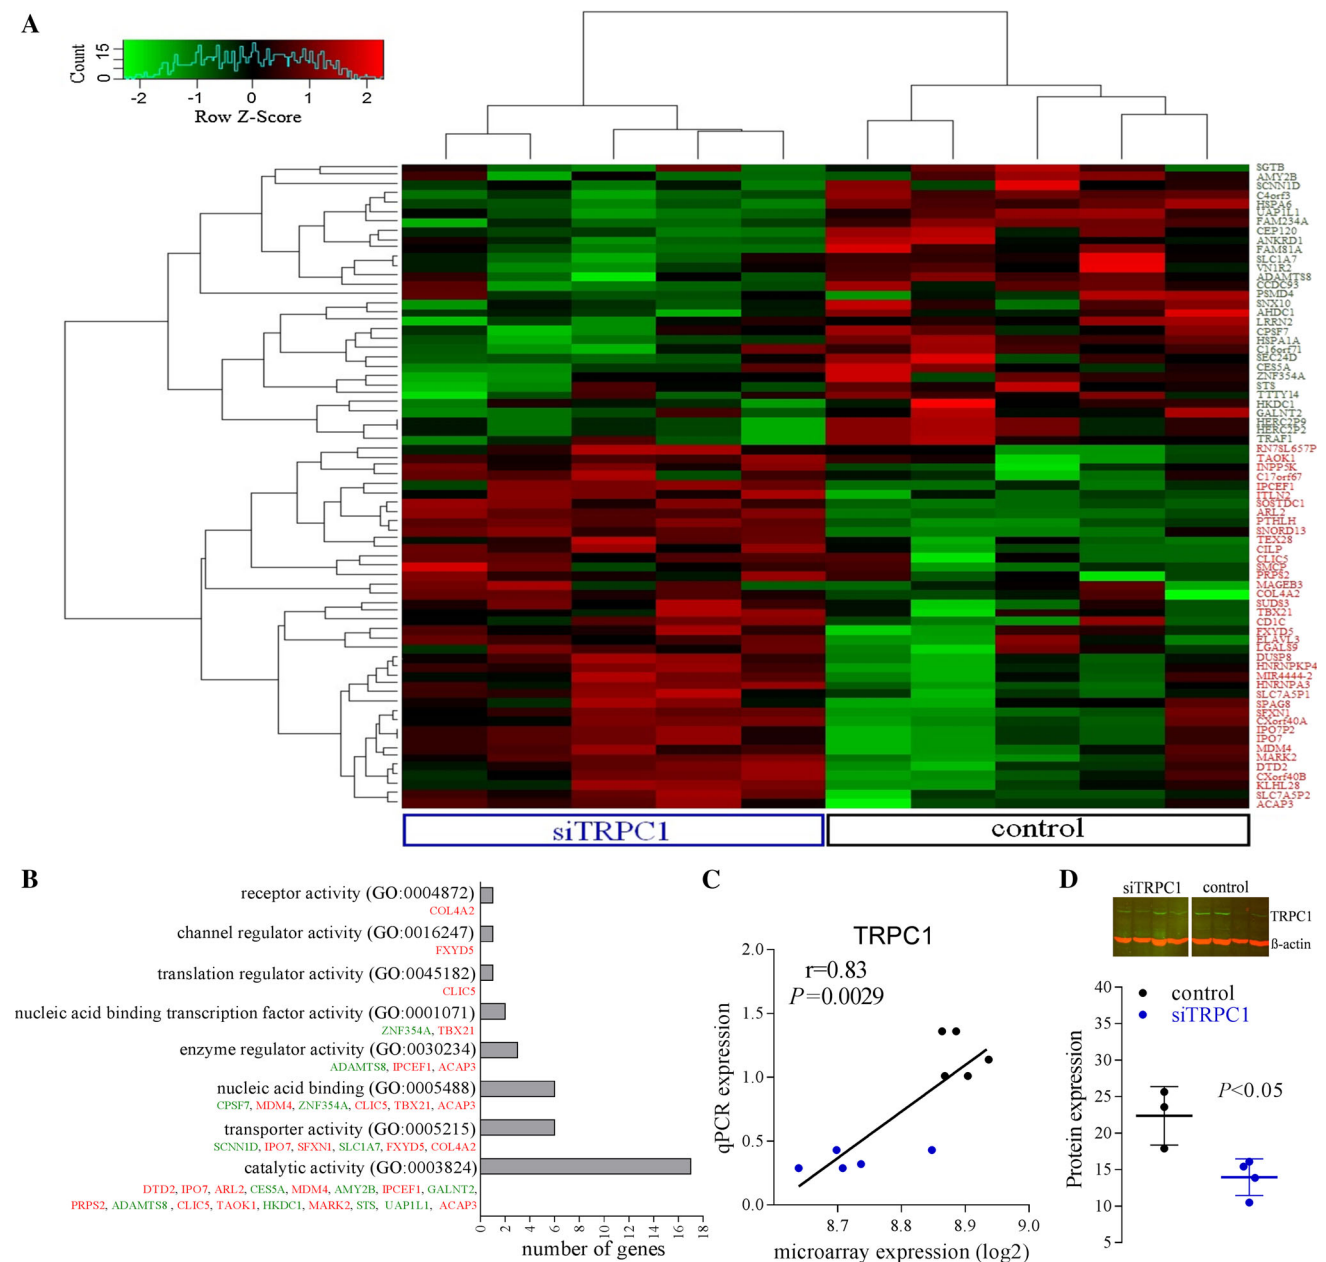 A
Count
15
0
-2 -1 0 1 2
Row Z-Score
SGTB
AMY2B
SCNN1D
C4orf3
HSPA6
UAP1L1
FAM234A
CEP120
ANKRD1
FAM81A
SLC1A7
VN1R2
ADAMTS8
CCDC93
PSMD4
SNX10
AHDC1
LRRN2
CPSF7
HSPA1A
C16orf71
SEC24D
CES5A
ZNF354A
STS
TTTY14
HKDC1
GALNT2
HERC2P9
HERC2P2
TRAF1
RN7SL657P
TAOK1
INPP5K
C17orf67
IPCEF1
ITLN2
SOSTDC1
ARL2
PTHLH
SNORD13
TEX28
CILP
CLIC5
SMCP
PRPS2
MAGEB3
COL4A2
SUDS3
TBX21
CD1C
FXYD5
ELAVL3
LGALS9
DUSP8
HNRNPKP4
MIR4444-2
HNRNPA3
SLC7A5P1
SPAG8
SFXN1
CXorf40A
IPO7P2
IPO7
MDM4
MARK2
DTD2
CXorf40B
KLHL28
SLC7A5P2
ACAP3
siTRPC1
control
B
receptor activity (GO:0004872)
COL4A2
channel regulator activity (GO:0016247)
FXYD5
translation regulator activity (GO:0045182)
CLIC5
nucleic acid binding transcription factor activity (GO:0001071)
ZNF354A, TBX21
enzyme regulator activity (GO:0030234)
ADAMTS8, IPCEF1, ACAP3
nucleic acid binding (GO:0005488)
CPSF7, MDM4, ZNF354A, CLIC5, TBX21, ACAP3
transporter activity (GO:0005215)
SCNN1D, IPO7, SFXN1, SLC1A7, FXYD5, COL4A2
catalytic activity (GO:0003824)
DTD2, IPO7, ARL2, CES5A, MDM4, AMY2B, IPCEF1, GALNT2,
PRPS2, ADAMTS8 , CLIC5, TAOK1, HKDC1, MARK2, STS, UAP1L1, ACAP3
0 2 4 6 8 10 12 14 16 18
number of genes
C
TRPC1
r=0.83
P=0.0029
qPCR expression
2.0
1.5
1.0
0.5
0.0
8.7 8.8 8.9 9.0
microarray expression (log2)
D
siTRPC1 control
TRPC1
ß-actin
control
siTRPC1
P<0.05
Protein expression
40
35
30
25
20
15
10
5